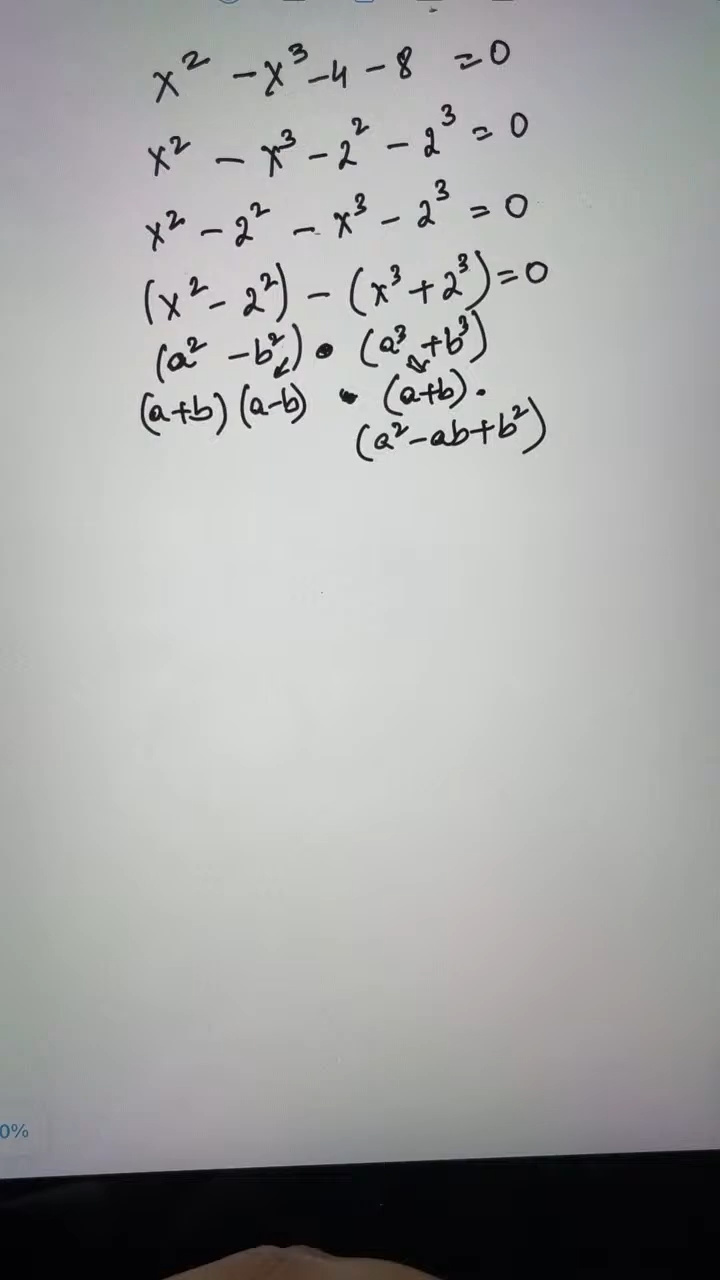 x² - x³ - 4 - 8 = 0
x² - x³ - 2² - 2³ = 0
x² - 2² - x³ - 2³ = 0
(x² - 2²) - (x³ + 2³) = 0
(a² - b²) • (a³ + b³)
(a+b) (a-b) • (a+b) .
(a² - ab + b²)
0%